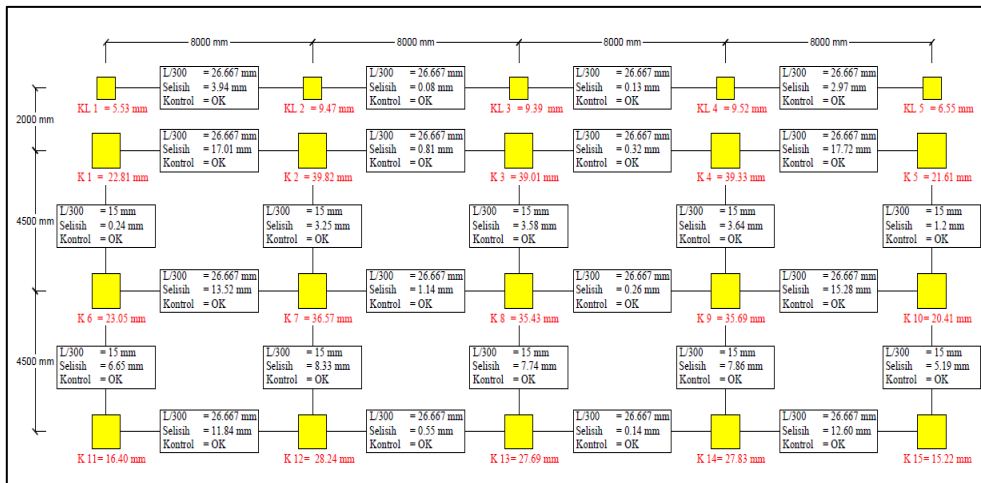 8000 mm 8000 mm 8000 mm 8000 mm
L/300 = 26.667 mm
Selisih = 3.94 mm
Kontrol = OK
L/300 = 26.667 mm
Selisih = 0.08 mm
Kontrol = OK
L/300 = 26.667 mm
Selisih = 0.13 mm
Kontrol = OK
L/300 = 26.667 mm
Selisih = 2.97 mm
Kontrol = OK
KL 1 = 5.53 mm
KL 2 = 9.47 mm
KL 3 = 9.39 mm
KL 4 = 9.52 mm
KL 5 = 6.55 mm
2000 mm
L/300 = 26.667 mm
Selisih = 17.01 mm
Kontrol = OK
L/300 = 26.667 mm
Selisih = 0.81 mm
Kontrol = OK
L/300 = 26.667 mm
Selisih = 0.32 mm
Kontrol = OK
L/300 = 26.667 mm
Selisih = 17.72 mm
Kontrol = OK
K 1 = 22.81 mm
K 2 = 39.82 mm
K 3 = 39.01 mm
K 4 = 39.33 mm
K 5 = 21.61 mm
4500 mm
L/300 = 15 mm
Selisih = 0.24 mm
Kontrol = OK
L/300 = 15 mm
Selisih = 3.25 mm
Kontrol = OK
L/300 = 15 mm
Selisih = 3.58 mm
Kontrol = OK
L/300 = 15 mm
Selisih = 3.64 mm
Kontrol = OK
L/300 = 15 mm
Selisih = 1.2 mm
Kontrol = OK
L/300 = 26.667 mm
Selisih = 13.52 mm
Kontrol = OK
L/300 = 26.667 mm
Selisih = 1.14 mm
Kontrol = OK
L/300 = 26.667 mm
Selisih = 0.26 mm
Kontrol = OK
L/300 = 26.667 mm
Selisih = 15.28 mm
Kontrol = OK
K 6 = 23.05 mm
K 7 = 36.57 mm
K 8 = 35.43 mm
K 9 = 35.69 mm
K 10= 20.41 mm
4500 mm
L/300 = 15 mm
Selisih = 6.65 mm
Kontrol = OK
L/300 = 15 mm
Selisih = 8.33 mm
Kontrol = OK
L/300 = 15 mm
Selisih = 7.74 mm
Kontrol = OK
L/300 = 15 mm
Selisih = 7.86 mm
Kontrol = OK
L/300 = 15 mm
Selisih = 5.19 mm
Kontrol = OK
L/300 = 26.667 mm
Selisih = 11.84 mm
Kontrol = OK
L/300 = 26.667 mm
Selisih = 0.55 mm
Kontrol = OK
L/300 = 26.667 mm
Selisih = 0.14 mm
Kontrol = OK
L/300 = 26.667 mm
Selisih = 12.60 mm
Kontrol = OK
K 11= 16.40 mm
K 12= 28.24 mm
K 13= 27.69 mm
K 14= 27.83 mm
K 15= 15.22 mm